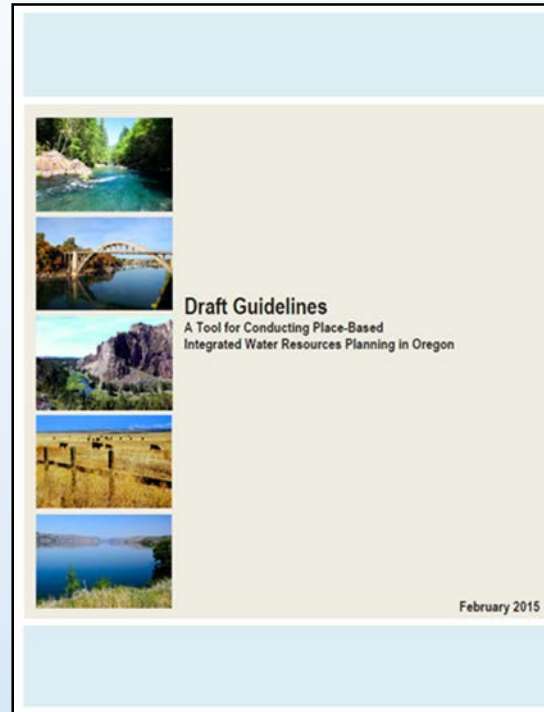 Draft Guidelines
A Tool for Conducting Place-Based
Integrated Water Resources Planning in Oregon
February 2015